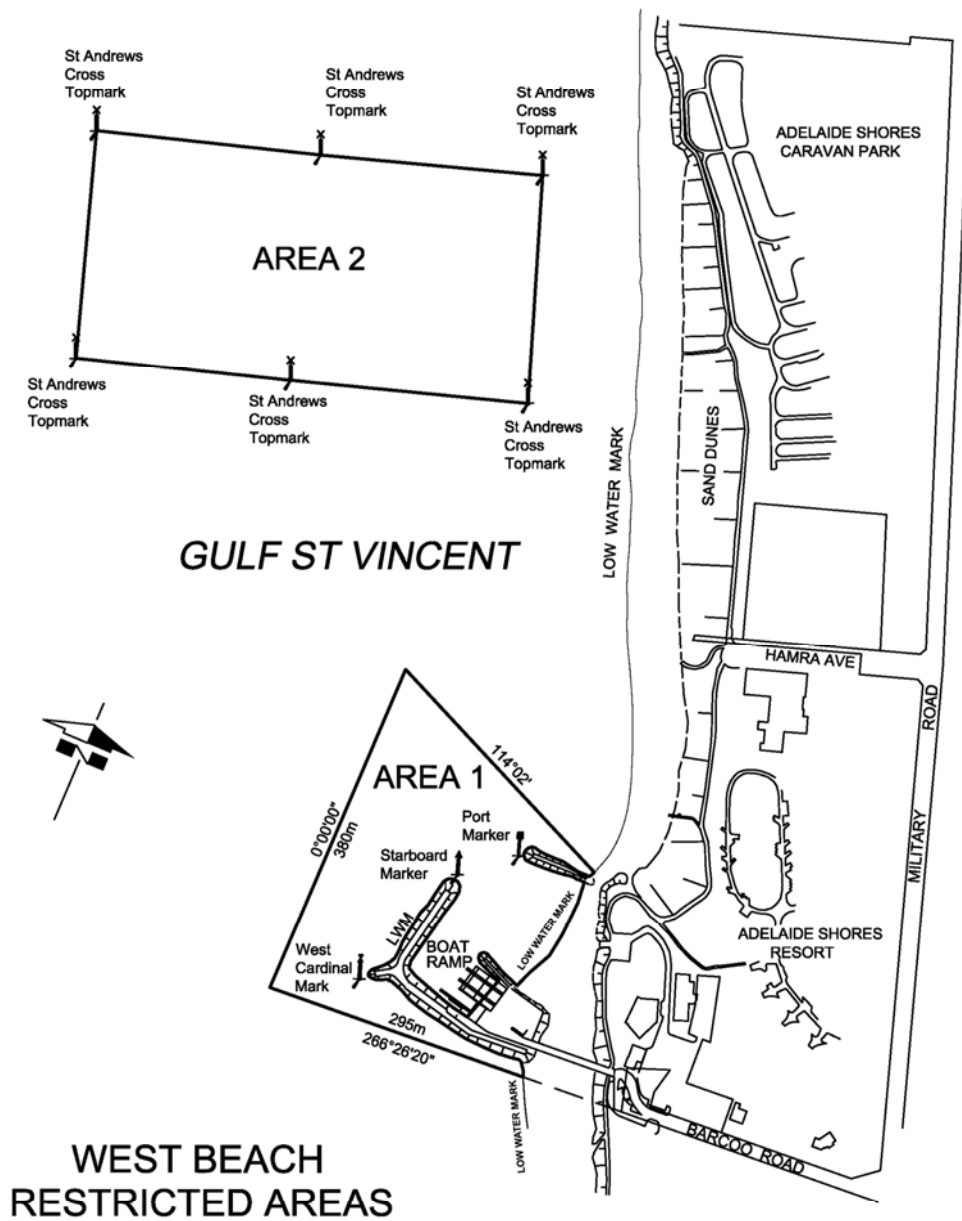 St Andrews
Cross
Topmark
St Andrews
Cross
Topmark
St Andrews
Cross
Topmark
ADELAIDE SHORES
CARAVAN PARK
AREA 2
St Andrews
Cross
Topmark
St Andrews
Cross
Topmark
St Andrews
Cross
Topmark
SAND DUNES
LOW WATER MARK
GULF ST VINCENT
HAMRA AVE
MILITARY ROAD
N
114°02'
AREA 1
0°00'00"
380m
Port
Marker
Starboard
Marker
LWM
BOAT
RAMP
LOW WATER MARK
West
Cardinal
Mark
ADELAIDE SHORES
RESORT
295m
266°26'20"
LOW WATER MARK
BARCOO ROAD
WEST BEACH
RESTRICTED AREAS